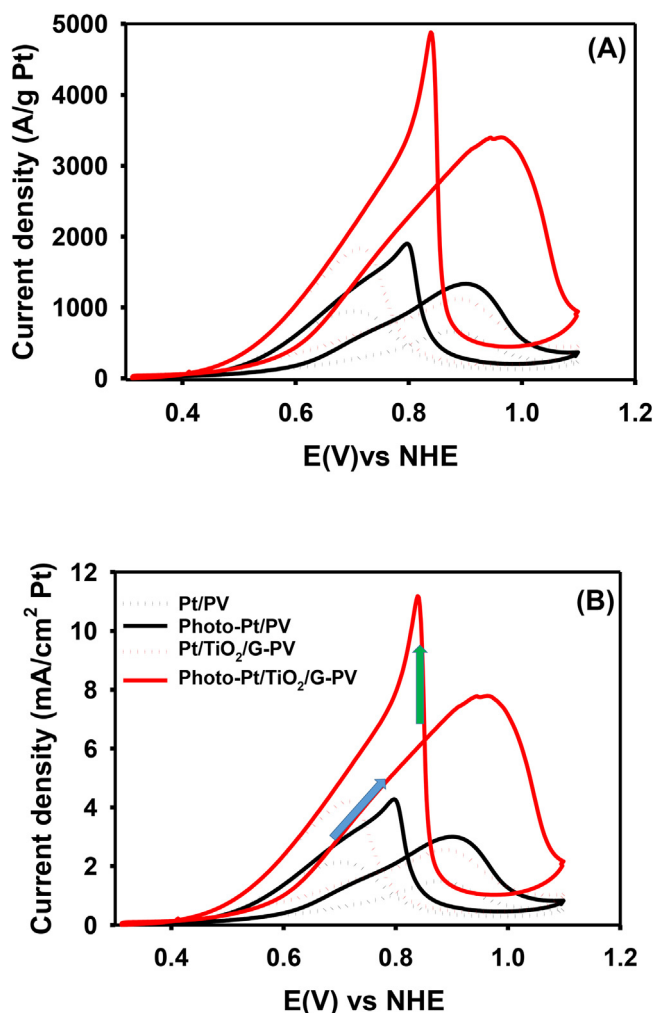 (A)
Current density (A/g Pt)
5000
4000
3000
2000
1000
0
0.4 0.6 0.8 1.0 1.2
E(V)vs NHE
(B)
Current density (mA/cm² Pt)
12
10
8
6
4
2
0
Pt/PV
Photo-Pt/PV
Pt/TiO₂/G-PV
Photo-Pt/TiO₂/G-PV
0.4 0.6 0.8 1.0 1.2
E(V) vs NHE